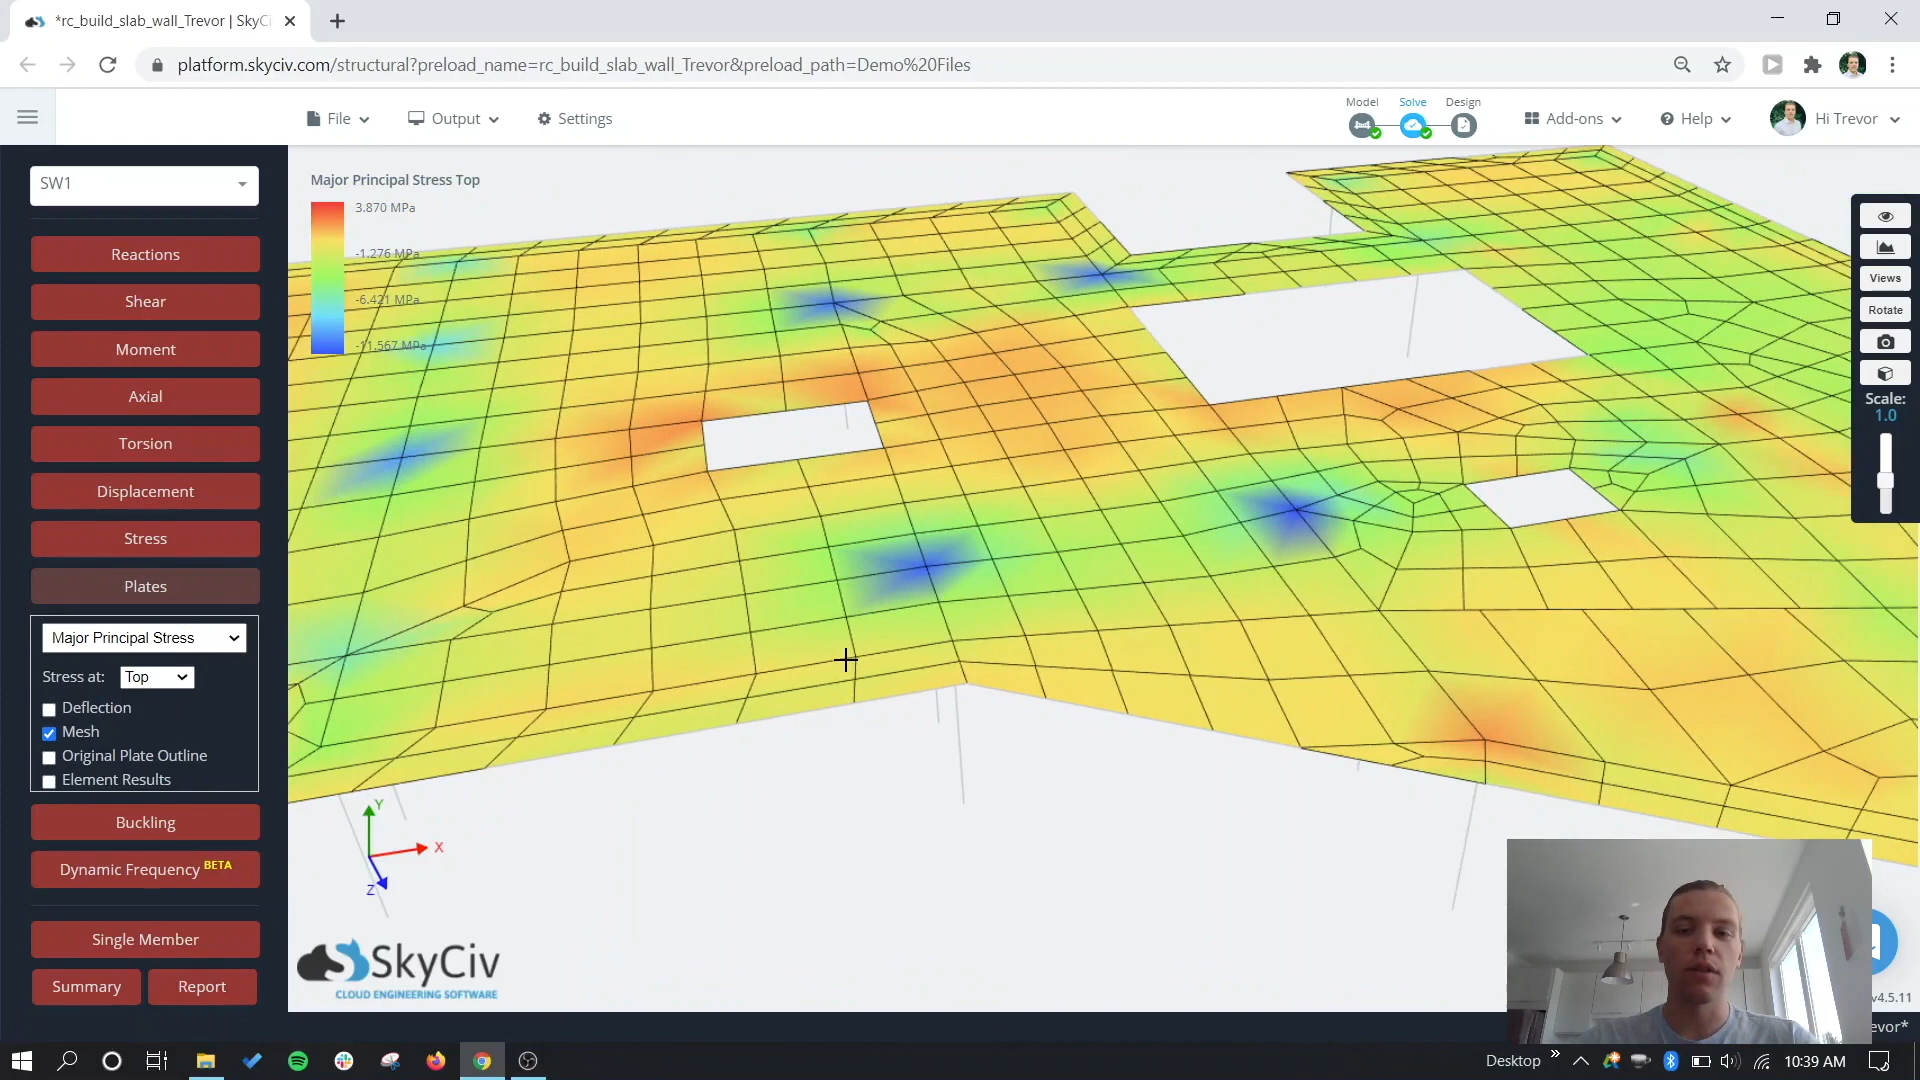 *rc_build_slab_wall_Trevor | SkyCi
platform.skyciv.com/structural?preload_name=rc_build_slab_wall_Trevor&preload_path=Demo%20Files
File
Output
Settings
Model
Solve
Design
Add-ons
Help
Hi Trevor
SW1
Reactions
Shear
Moment
Axial
Torsion
Displacement
Stress
Plates
Major Principal Stress
Stress at: Top
Deflection
Mesh
Original Plate Outline
Element Results
Buckling
Dynamic Frequency BETA
Single Member
Summary
Report
Major Principal Stress Top
3.870 MPa
-1.276 MPa
-6.421 MPa
-11.567 MPa
Y
X
Z
SkyCiv
CLOUD ENGINEERING SOFTWARE
Views
Rotate
Scale:
1.0
v4.5.11
evor*
Desktop
10:39 AM